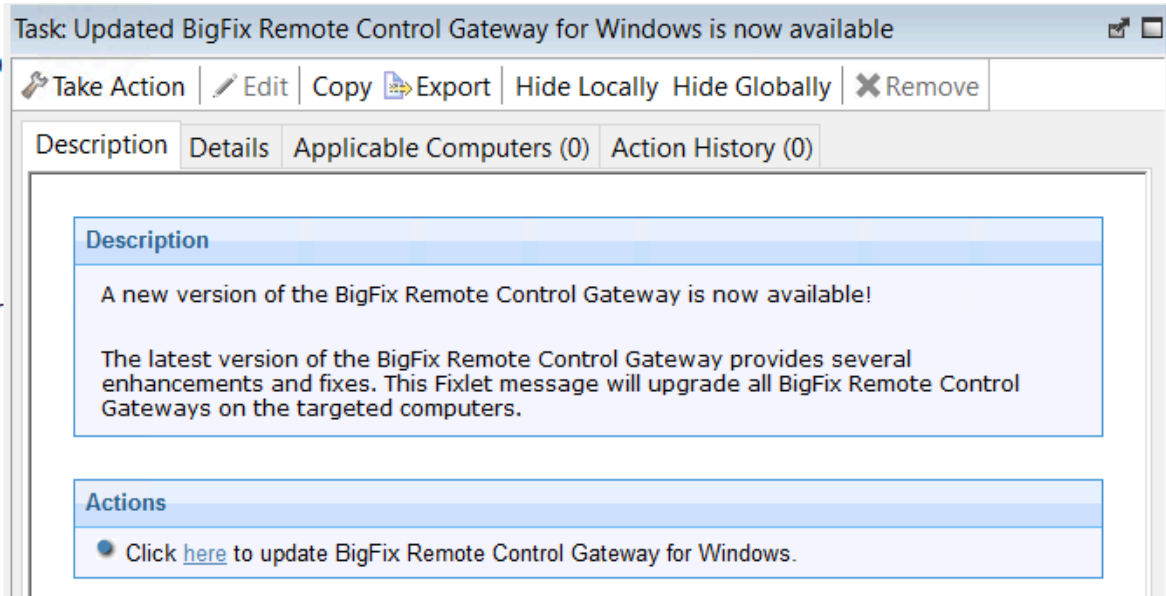 Task: Updated BigFix Remote Control Gateway for Windows is now available
Take Action Edit Copy Export Hide Locally Hide Globally Remove
Description Details Applicable Computers (0) Action History (0)
Description
A new version of the BigFix Remote Control Gateway is now available!
The latest version of the BigFix Remote Control Gateway provides several
enhancements and fixes. This Fixlet message will upgrade all BigFix Remote Control
Gateways on the targeted computers.
Actions
Click here to update BigFix Remote Control Gateway for Windows.